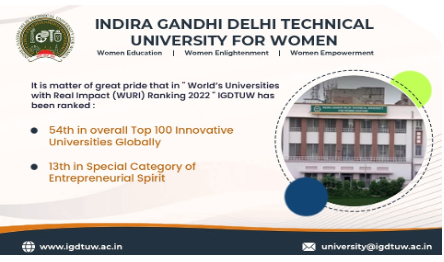 INDIRA GANDHI DELHI TECHNICAL
UNIVERSITY FOR WOMEN
Women Education | Women Enlightenment | Women Empowerment
It is matter of great pride that in " World's Universities
with Real Impact (WURI) Ranking 2022 " IGDTUW has
been ranked :
54th in overall Top 100 Innovative
Universities Globally
13th in Special Category of
Entrepreneurial Spirit
www.igdtuw.ac.in
university@igdtuw.ac.in